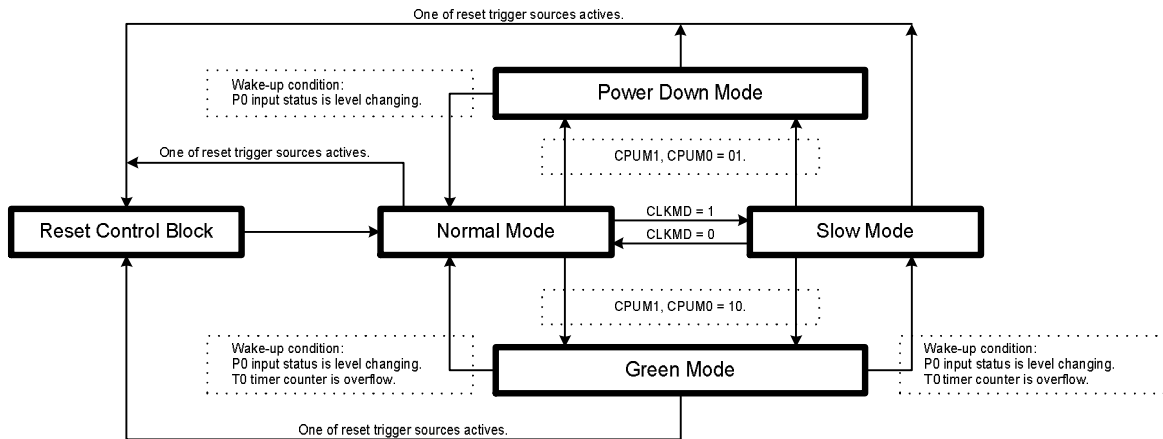 One of reset trigger sources actives.
Wake-up condition:
P0 input status is level changing.
Power Down Mode
One of reset trigger sources actives.
CPUM1, CPUM0 = 01.
Reset Control Block
Normal Mode
CLKMD = 1
CLKMD = 0
Slow Mode
CPUM1, CPUM0 = 10.
Wake-up condition:
P0 input status is level changing.
T0 timer counter is overflow.
Green Mode
Wake-up condition:
P0 input status is level changing.
T0 timer counter is overflow.
One of reset trigger sources actives.